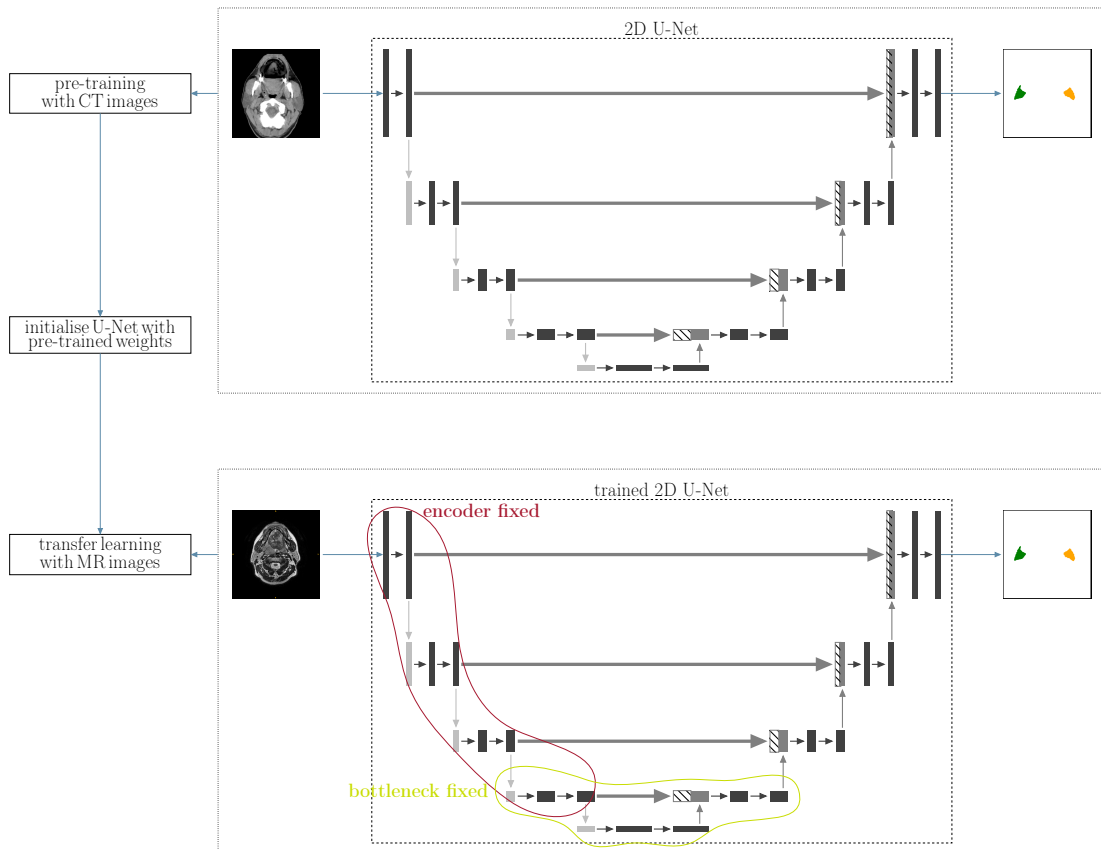 2D U-Net
pre-training
with CT images
initialise U-Net with
pre-trained weights
trained 2D U-Net
encoder fixed
transfer learning
with MR images
bottleneck fixed